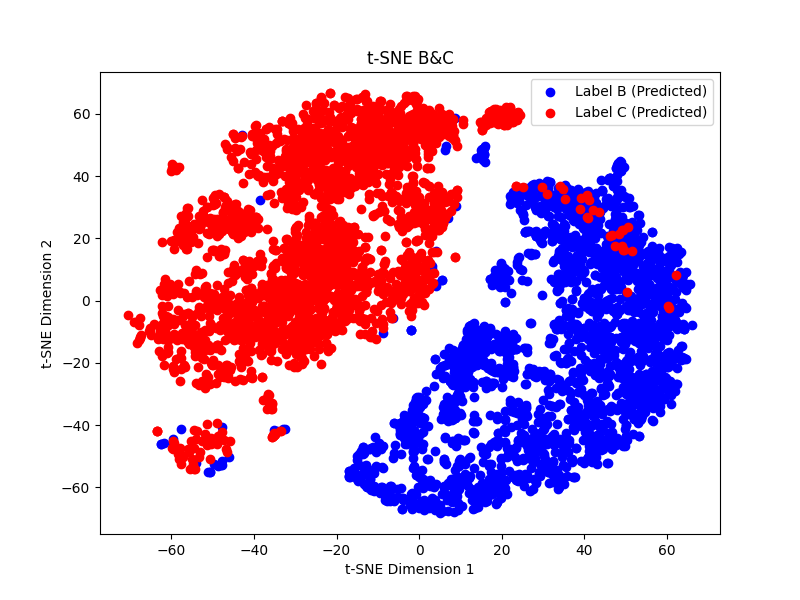 t-SNE B&C
Label B (Predicted)
Label C (Predicted)
t-SNE Dimension 2
60
40
20
0
−20
−40
−60
−60
−40
−20
0
20
40
60
t-SNE Dimension 1